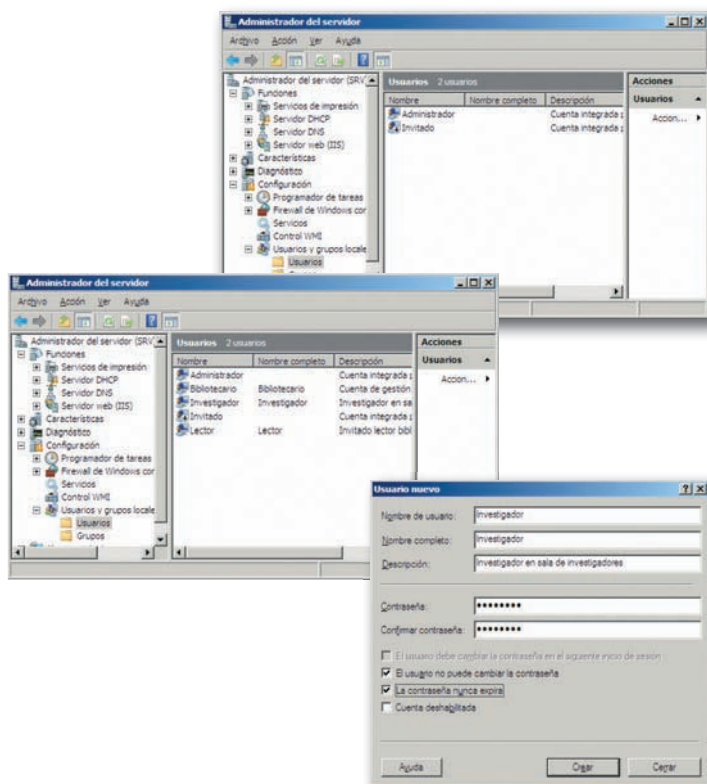 Administrador del servidor
Archivo Acción Ver Ayuda
Administrador del servidor (SRV
Funciones
Servicios de impresión
Servidor DHCP
Servidor DNS
Servidor web (IIS)
Características
Diagnóstico
Configuración
Programador de tareas
Firewall de Windows con
Servicios
Control WMI
Usuarios y grupos locale
Usuarios
Usuarios 2 usuarios
Nombre Nombre completo Descripción
Administrador Cuenta integrada p
Invitado Cuenta integrada p
Acciones
Usuarios
Accion...
Administrador del servidor
Archivo Acción Ver Ayuda
Administrador del servidor (SRV
Funciones
Servicios de impresión
Servidor DHCP
Servidor DNS
Servidor web (IIS)
Características
Diagnóstico
Configuración
Programador de tareas
Firewall de Windows con
Servicios
Control WMI
Usuarios y grupos locale
Usuarios
Grupos
Usuarios 2 usuarios
Nombre Nombre completo Descripción
Administrador Cuenta integrada p
Bibliotecario Bibliotecario Cuenta de gestión
Investigador Investigador Investigador en sa
Invitado Cuenta integrada p
Lector Lector Invitado lector bibl
Acciones
Usuarios
Accion...
Usuario nuevo
Nombre de usuario: Investigador
Nombre completo: Investigador
Descripción: Investigador en sala de investigadores
Contraseña: ••••••••
Confirmar contraseña: ••••••••
El usuario debe cambiar la contraseña en el siguiente inicio de sesión
El usuario no puede cambiar la contraseña
La contraseña nunca expira
Cuenta deshabilitada
Ayuda Crear Cerrar